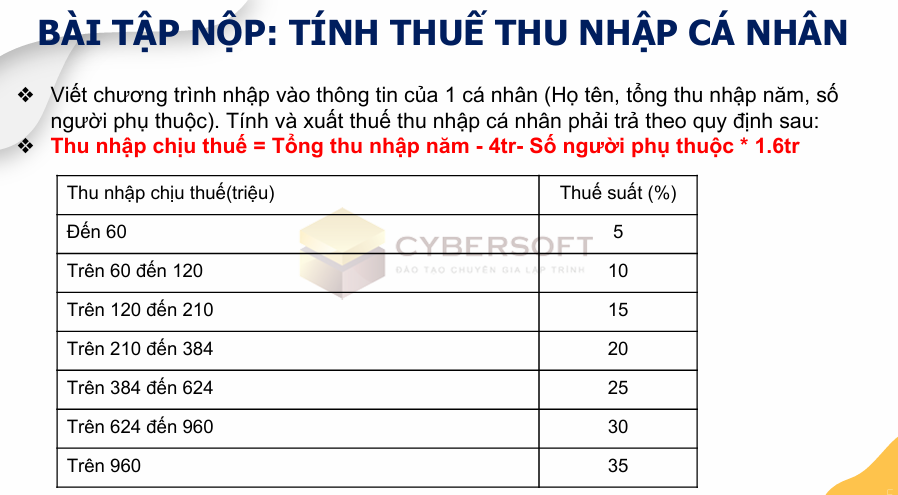 BÀI TẬP NỘP: TÍNH THUẾ THU NHẬP CÁ NHÂN
❖ Viết chương trình nhập vào thông tin của 1 cá nhân (Họ tên, tổng thu nhập năm, số
người phụ thuộc). Tính và xuất thuế thu nhập cá nhân phải trả theo quy định sau:
❖ Thu nhập chịu thuế = Tổng thu nhập năm - 4tr- Số người phụ thuộc * 1.6tr
Thu nhập chịu thuế(triệu) Thuế suất (%)
Đến 60 5
Trên 60 đến 120 10
Trên 120 đến 210 15
Trên 210 đến 384 20
Trên 384 đến 624 25
Trên 624 đến 960 30
Trên 960 35
CYBERSOFT
ĐÀO TẠO CHUYÊN GIA LẬP TRÌNH